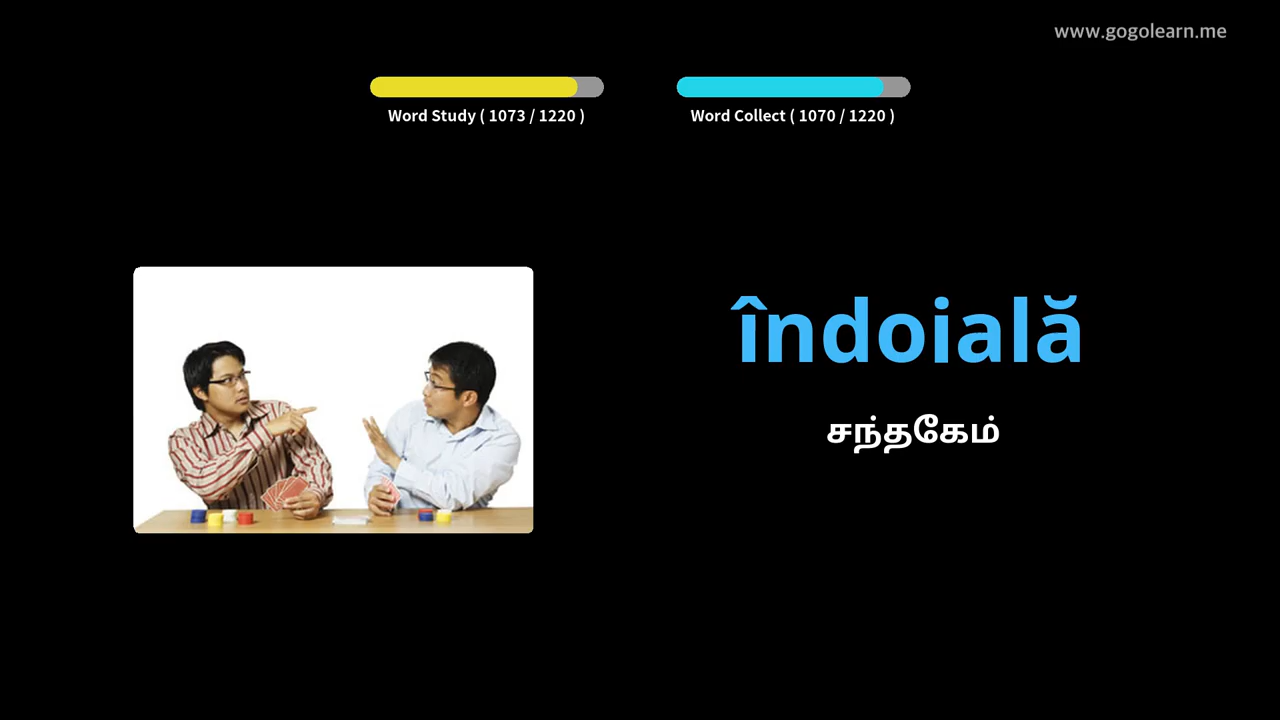 www.gogolearn.me
Word Study ( 1073 / 1220 )
Word Collect ( 1070 / 1220 )
îndoială
சந்தகேம்